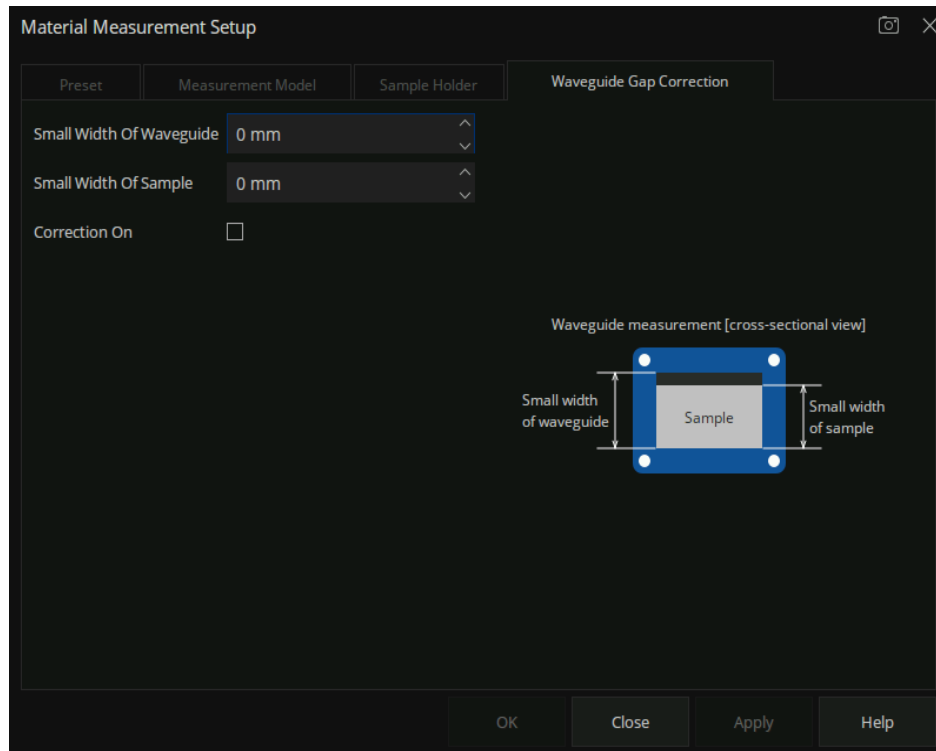 Material Measurement Setup
Preset
Measurement Model
Sample Holder
Waveguide Gap Correction
Small Width Of Waveguide
0 mm
Small Width Of Sample
0 mm
Correction On
Waveguide measurement [cross-sectional view]
Small width
of waveguide
Sample
Small width
of sample
OK
Close
Apply
Help